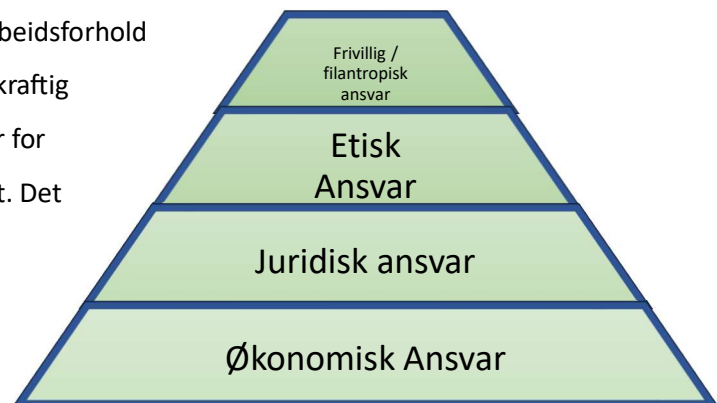 beidsforhold
kraftig
r for
t. Det
Frivillig /
filantropisk
ansvar
Etisk
Ansvar
Juridisk ansvar
Økonomisk Ansvar